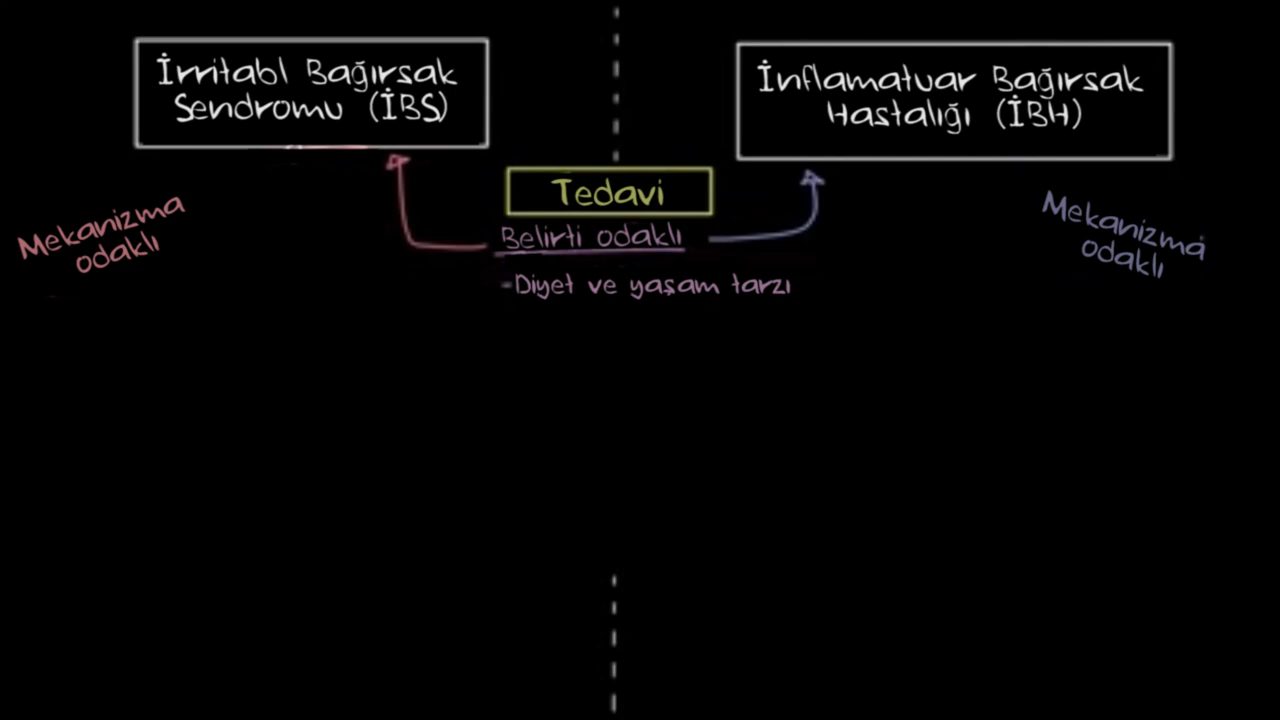 İrritabl Bağırsak
Sendromu (İBS)
İnflamatuar Bağırsak
Hastalığı (İBH)
Tedavi
Belirti odaklı
-Diyet ve yaşam tarzı
Mekanizma
odaklı
Mekanizma
odaklı